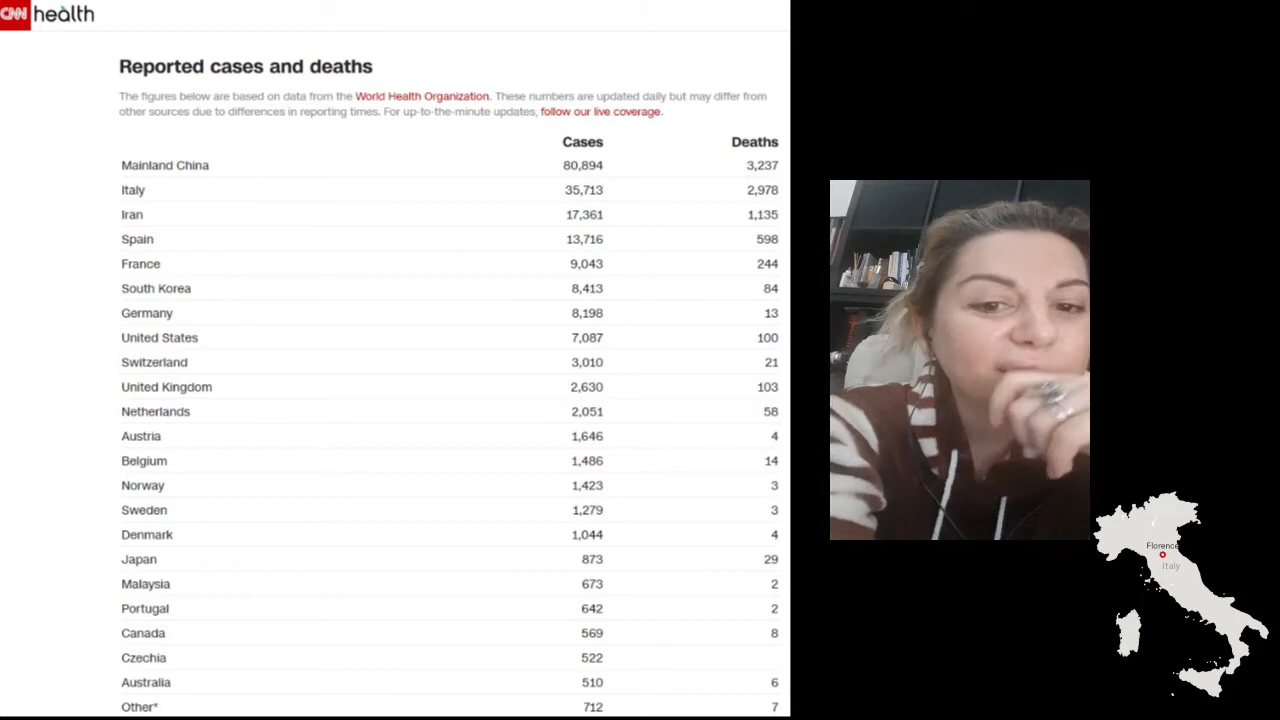 CNN health
Reported cases and deaths
The figures below are based on data from the World Health Organization. These numbers are updated daily but may differ from
other sources due to differences in reporting times. For up-to-the-minute updates, follow our live coverage.
Cases Deaths
Mainland China 80,894 3,237
Italy 35,713 2,978
Iran 17,361 1,135
Spain 13,716 598
France 9,043 244
South Korea 8,413 84
Germany 8,198 13
United States 7,087 100
Switzerland 3,010 21
United Kingdom 2,630 103
Netherlands 2,051 58
Austria 1,646 4
Belgium 1,486 14
Norway 1,423 3
Sweden 1,279 3
Denmark 1,044 4
Japan 873 29
Malaysia 673 2
Portugal 642 2
Canada 569 8
Czechia 522
Australia 510 6
Other* 712 7
Florence
Italy